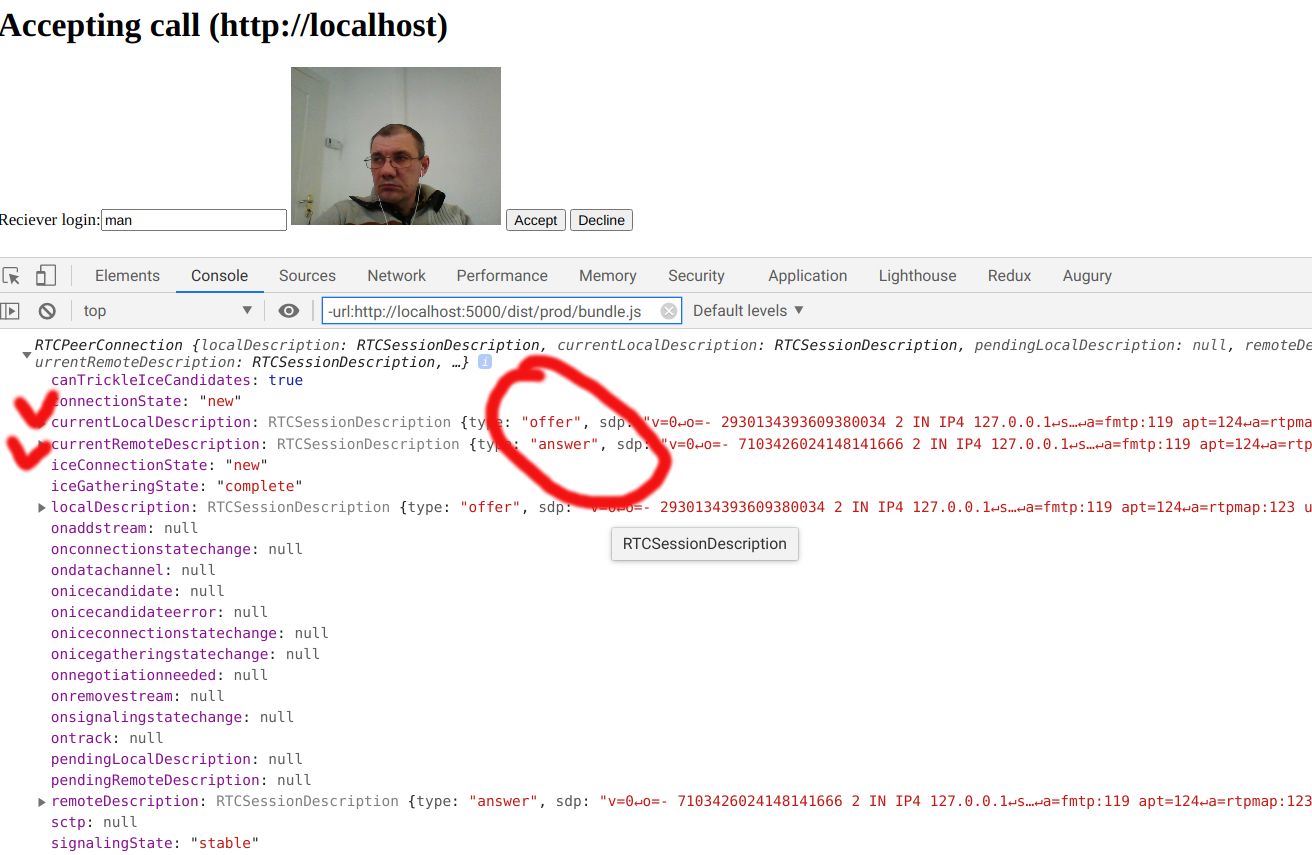 Accepting call (http://localhost)
Reciever login: man Accept Decline
Elements Console Sources Network Performance Memory Security Application Lighthouse Redux Augury
top -url:http://localhost:5000/dist/prod/bundle.js Default levels ▼
RTCPeerConnection {localDescription: RTCSessionDescription, currentLocalDescription: RTCSessionDescription, pendingLocalDescription: null, remoteDe
urrentRemoteDescription: RTCSessionDescription, …} i
canTrickleIceCandidates: true
connectionState: "new"
currentLocalDescription: RTCSessionDescription {type: "offer", sdp: "v=0↵o=- 2930134393609380034 2 IN IP4 127.0.0.1↵s…↵a=fmtp:119 apt=124↵a=rtpma
currentRemoteDescription: RTCSessionDescription {type: "answer", sdp: "v=0↵o=- 7103426024148141666 2 IN IP4 127.0.0.1↵s…↵a=fmtp:119 apt=124↵a=rtpm
iceConnectionState: "new"
iceGatheringState: "complete"
localDescription: RTCSessionDescription {type: "offer", sdp: "v=0↵o=- 2930134393609380034 2 IN IP4 127.0.0.1↵s…↵a=fmtp:119 apt=124↵a=rtpmap:123 u
onaddstream: null
onconnectionstatechange: null
ondatachannel: null
onicecandidate: null
onicecandidateerror: null
oniceconnectionstatechange: null
onicegatheringstatechange: null
onnegotiationneeded: null
onremovestream: null
onsignalingstatechange: null
ontrack: null
pendingLocalDescription: null
pendingRemoteDescription: null
remoteDescription: RTCSessionDescription {type: "answer", sdp: "v=0↵o=- 7103426024148141666 2 IN IP4 127.0.0.1↵s…↵a=fmtp:119 apt=124↵a=rtpmap:123
sctp: null
signalingState: "stable"
RTCSessionDescription